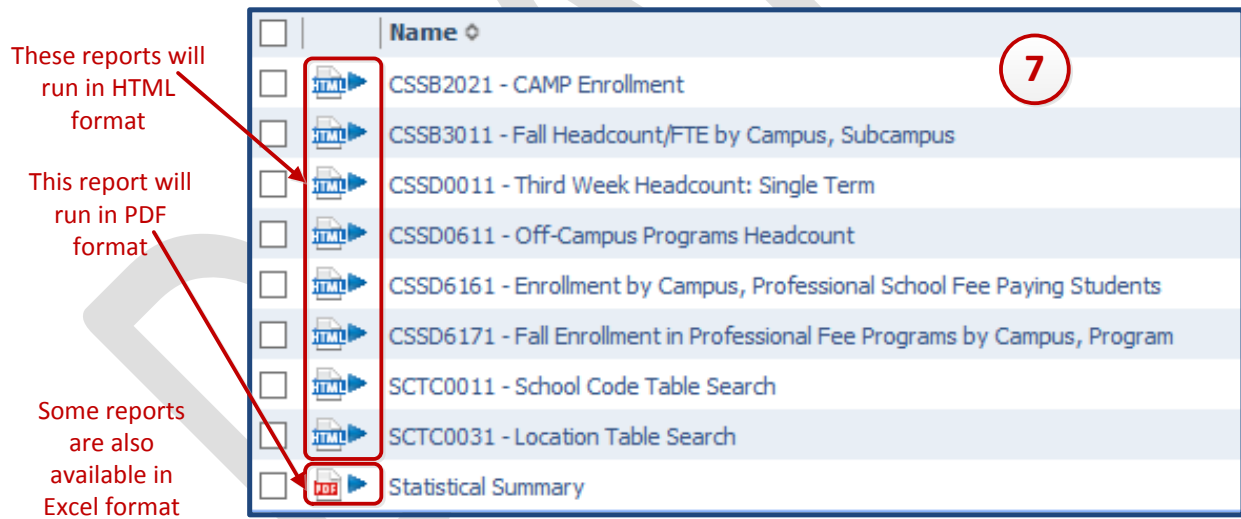 These reports will
run in HTML
format
This report will
run in PDF
format
Some reports
are also
available in
Excel format
Name
7
HTML CSSB2021 - CAMP Enrollment
HTML CSSB3011 - Fall Headcount/FTE by Campus, Subcampus
HTML CSSD0011 - Third Week Headcount: Single Term
HTML CSSD0611 - Off-Campus Programs Headcount
HTML CSSD6161 - Enrollment by Campus, Professional School Fee Paying Students
HTML CSSD6171 - Fall Enrollment in Professional Fee Programs by Campus, Program
HTML SCTC0011 - School Code Table Search
HTML SCTC0031 - Location Table Search
PDF Statistical Summary